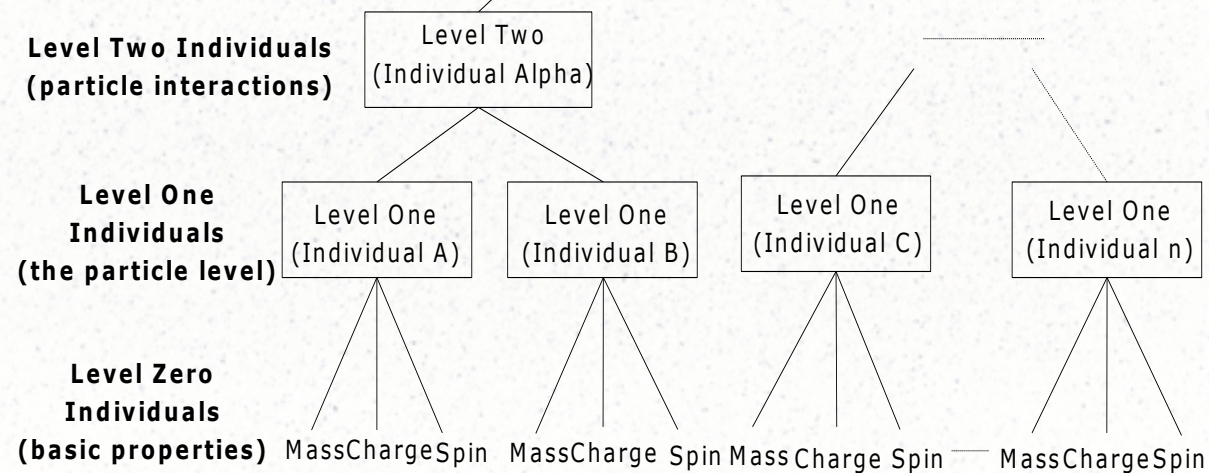 Level Two Individuals
(particle interactions)
Level Two
(Individual Alpha)
Level One
Individuals
(the particle level)
Level One
(Individual A)
Level One
(Individual B)
Level One
(Individual C)
Level One
(Individual n)
Level Zero
Individuals
(basic properties)
Mass Charge Spin Mass Charge Spin Mass Charge Spin Mass Charge Spin